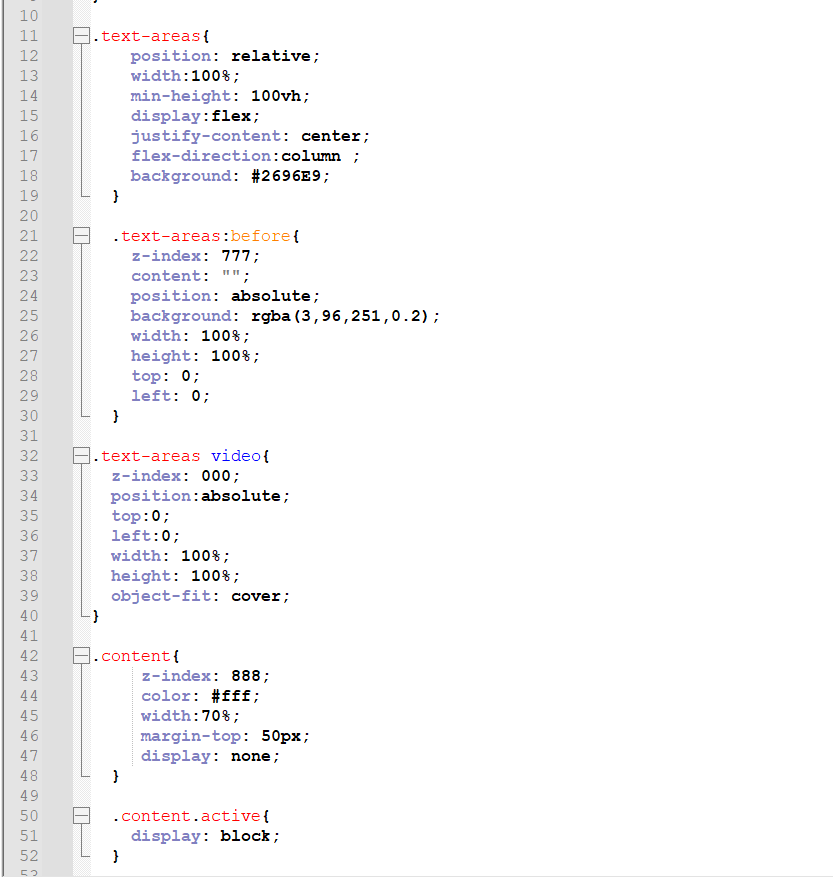 10
11 .text-areas{
12 position: relative;
13 width:100%;
14 min-height: 100vh;
15 display:flex;
16 justify-content: center;
17 flex-direction:column ;
18 background: #2696E9;
19 }
20
21 .text-areas:before{
22 z-index: 777;
23 content: "";
24 position: absolute;
25 background: rgba(3,96,251,0.2);
26 width: 100%;
27 height: 100%;
28 top: 0;
29 left: 0;
30 }
31
32 .text-areas video{
33 z-index: 000;
34 position:absolute;
35 top:0;
36 left:0;
37 width: 100%;
38 height: 100%;
39 object-fit: cover;
40 }
41
42 .content{
43 z-index: 888;
44 color: #fff;
45 width:70%;
46 margin-top: 50px;
47 display: none;
48 }
49
50 .content.active{
51 display: block;
52 }